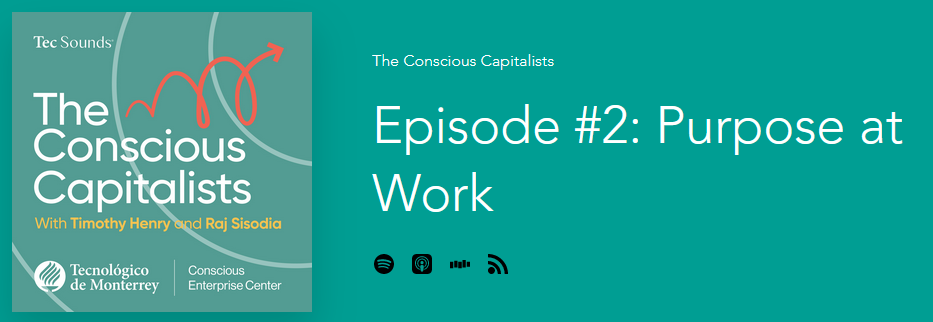 Tec Sounds
The
Conscious
Capitalists
With Timothy Henry and Raj Sisodia
Tecnológico
de Monterrey
Conscious
Enterprise Center
The Conscious Capitalists
Episode #2: Purpose at
Work